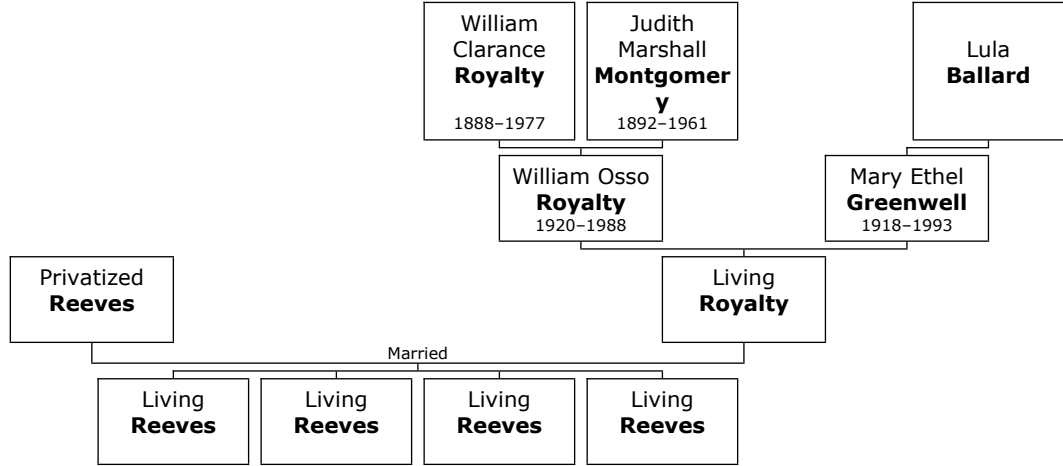 William
Clarance
Royalty
1888–1977
Judith
Marshall
Montgomer
y
1892–1961
Lula
Ballard
William Osso
Royalty
1920–1988
Mary Ethel
Greenwell
1918–1993
Privatized
Reeves
Living
Royalty
Married
Living
Reeves
Living
Reeves
Living
Reeves
Living
Reeves